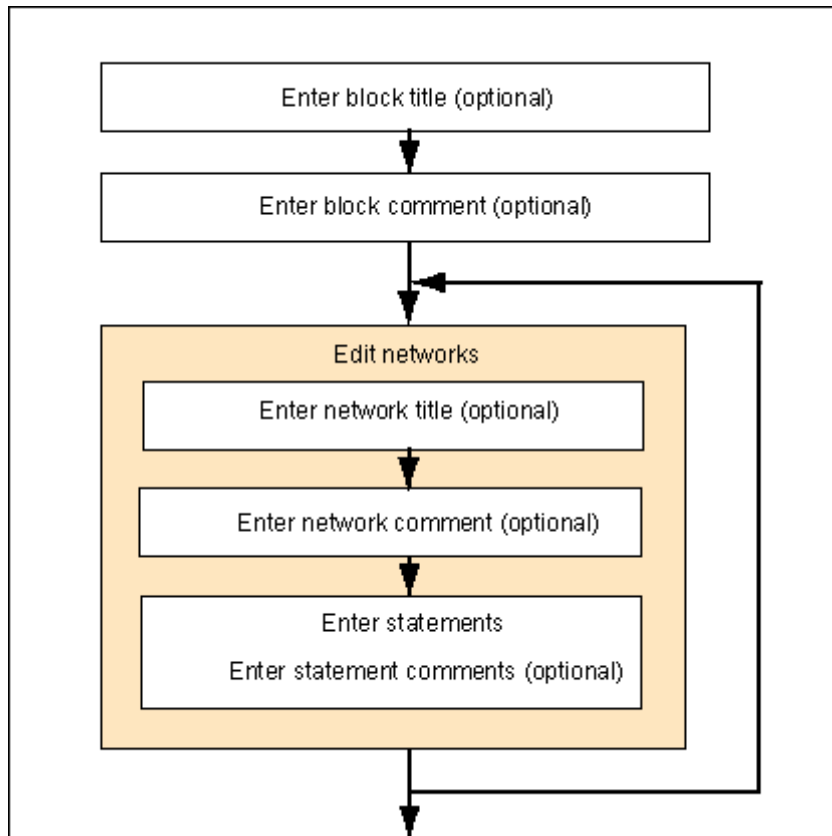 Enter block title (optional)
Enter block comment (optional)
Edit networks
Enter network title (optional)
Enter network comment (optional)
Enter statements
Enter statement comments (optional)